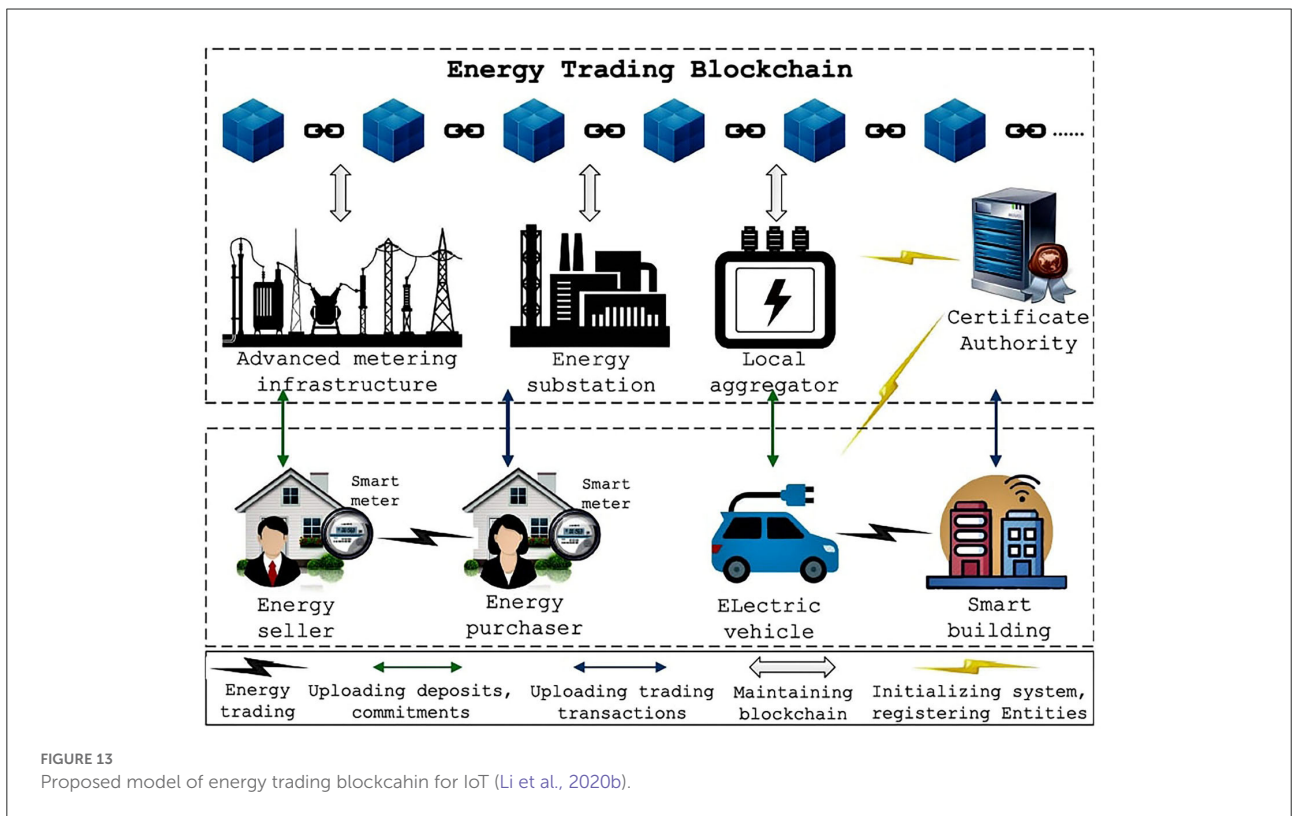 Energy Trading Blockchain
......
Certificate
Authority
Advanced metering
infrastructure
Energy
substation
Local
aggregator
Smart
meter
Smart
meter
Energy
seller
Energy
purchaser
ELectric
vehicle
Smart
building
Energy
trading
Uploading deposits,
commitments
Uploading trading
transactions
Maintaining
blockchain
Initializing system,
registering Entities
FIGURE 13
Proposed model of energy trading blockcahin for IoT (Li et al., 2020b).